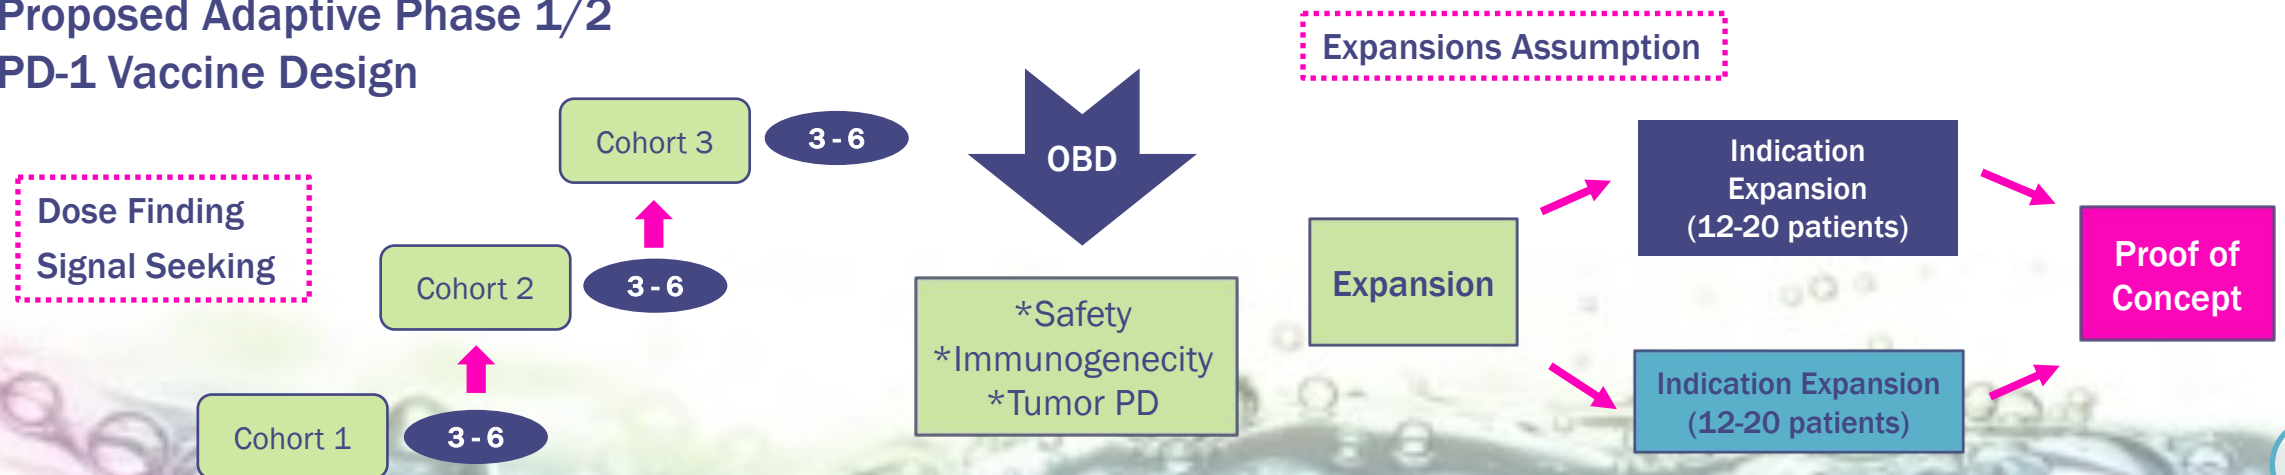 Proposed Adaptive Phase 1/2
PD-1 Vaccine Design
Dose Finding
Signal Seeking
Cohort 1
3 - 6
Cohort 2
3 - 6
Cohort 3
3 - 6
OBD
*Safety
*Immunogenecity
*Tumor PD
Expansions Assumption
Expansion
Indication
Expansion
(12-20 patients)
Indication Expansion
(12-20 patients)
Proof of
Concept